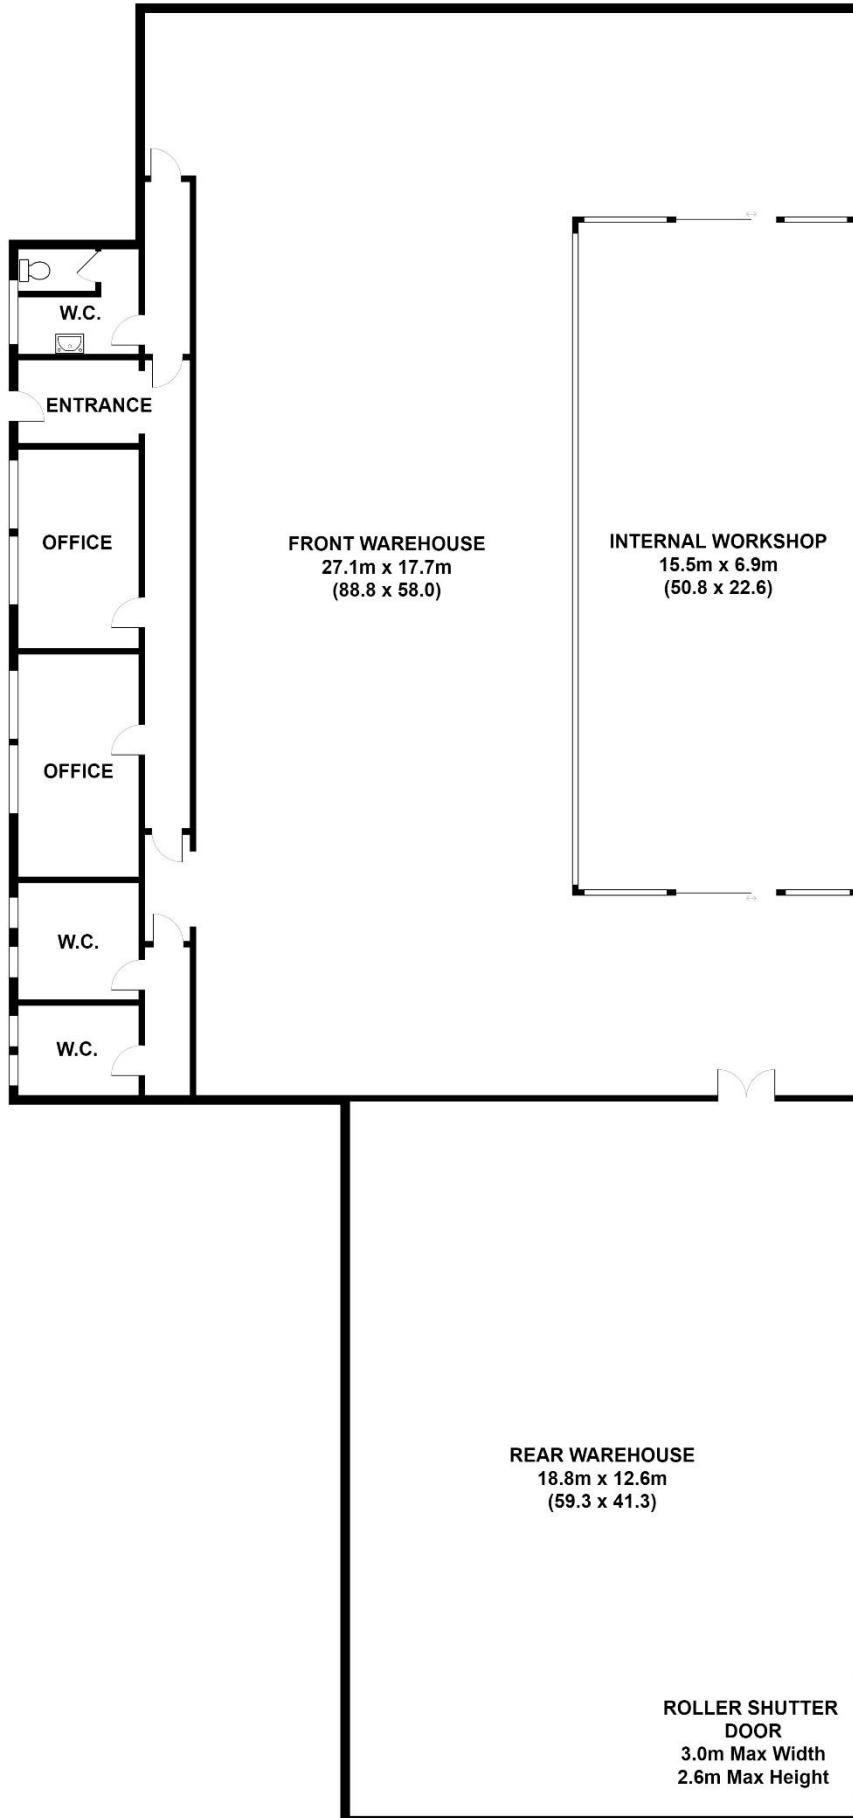 W.C.
ENTRANCE
OFFICE
FRONT WAREHOUSE
27.1m x 17.7m
(88.8 x 58.0)
INTERNAL WORKSHOP
15.5m x 6.9m
(50.8 x 22.6)
OFFICE
W.C.
W.C.
REAR WAREHOUSE
18.8m x 12.6m
(59.3 x 41.3)
ROLLER SHUTTER
DOOR
3.0m Max Width
2.6m Max Height